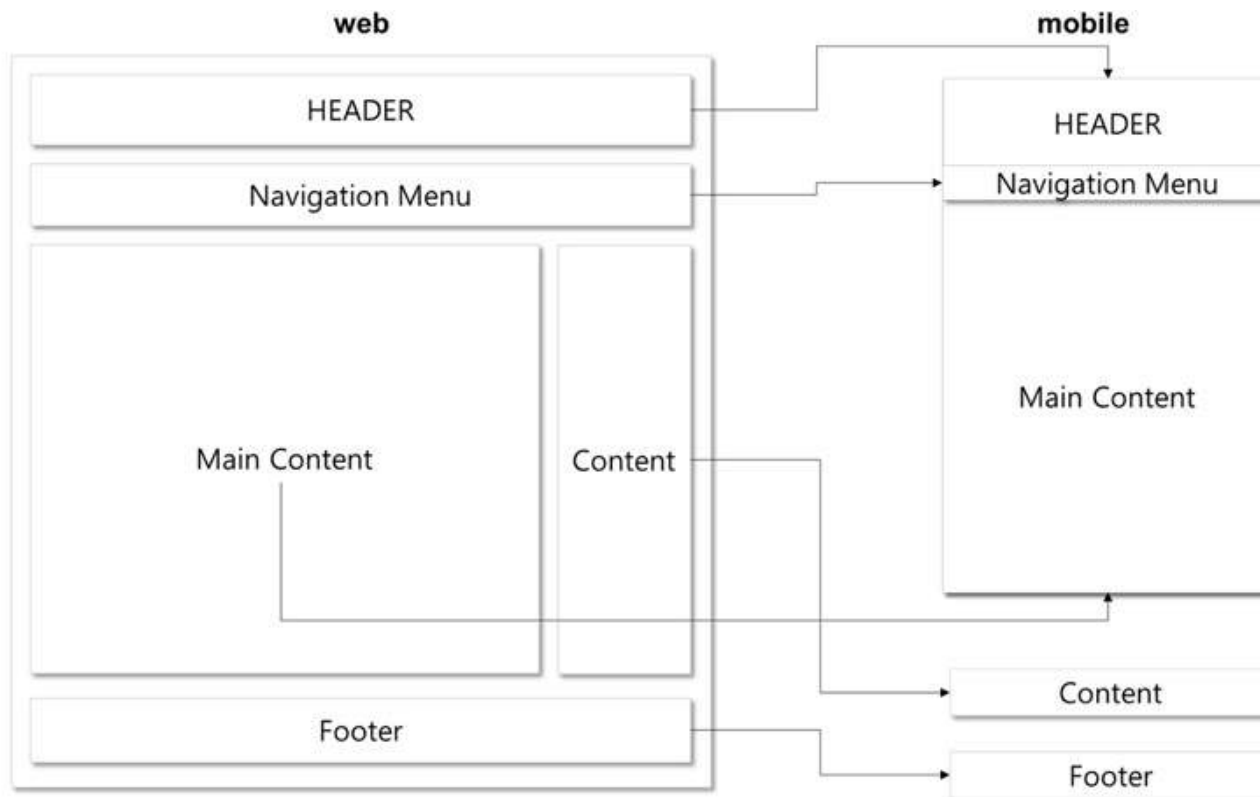 web
HEADER
Navigation Menu
Main Content
Content
Footer
mobile
HEADER
Navigation Menu
Main Content
Content
Footer